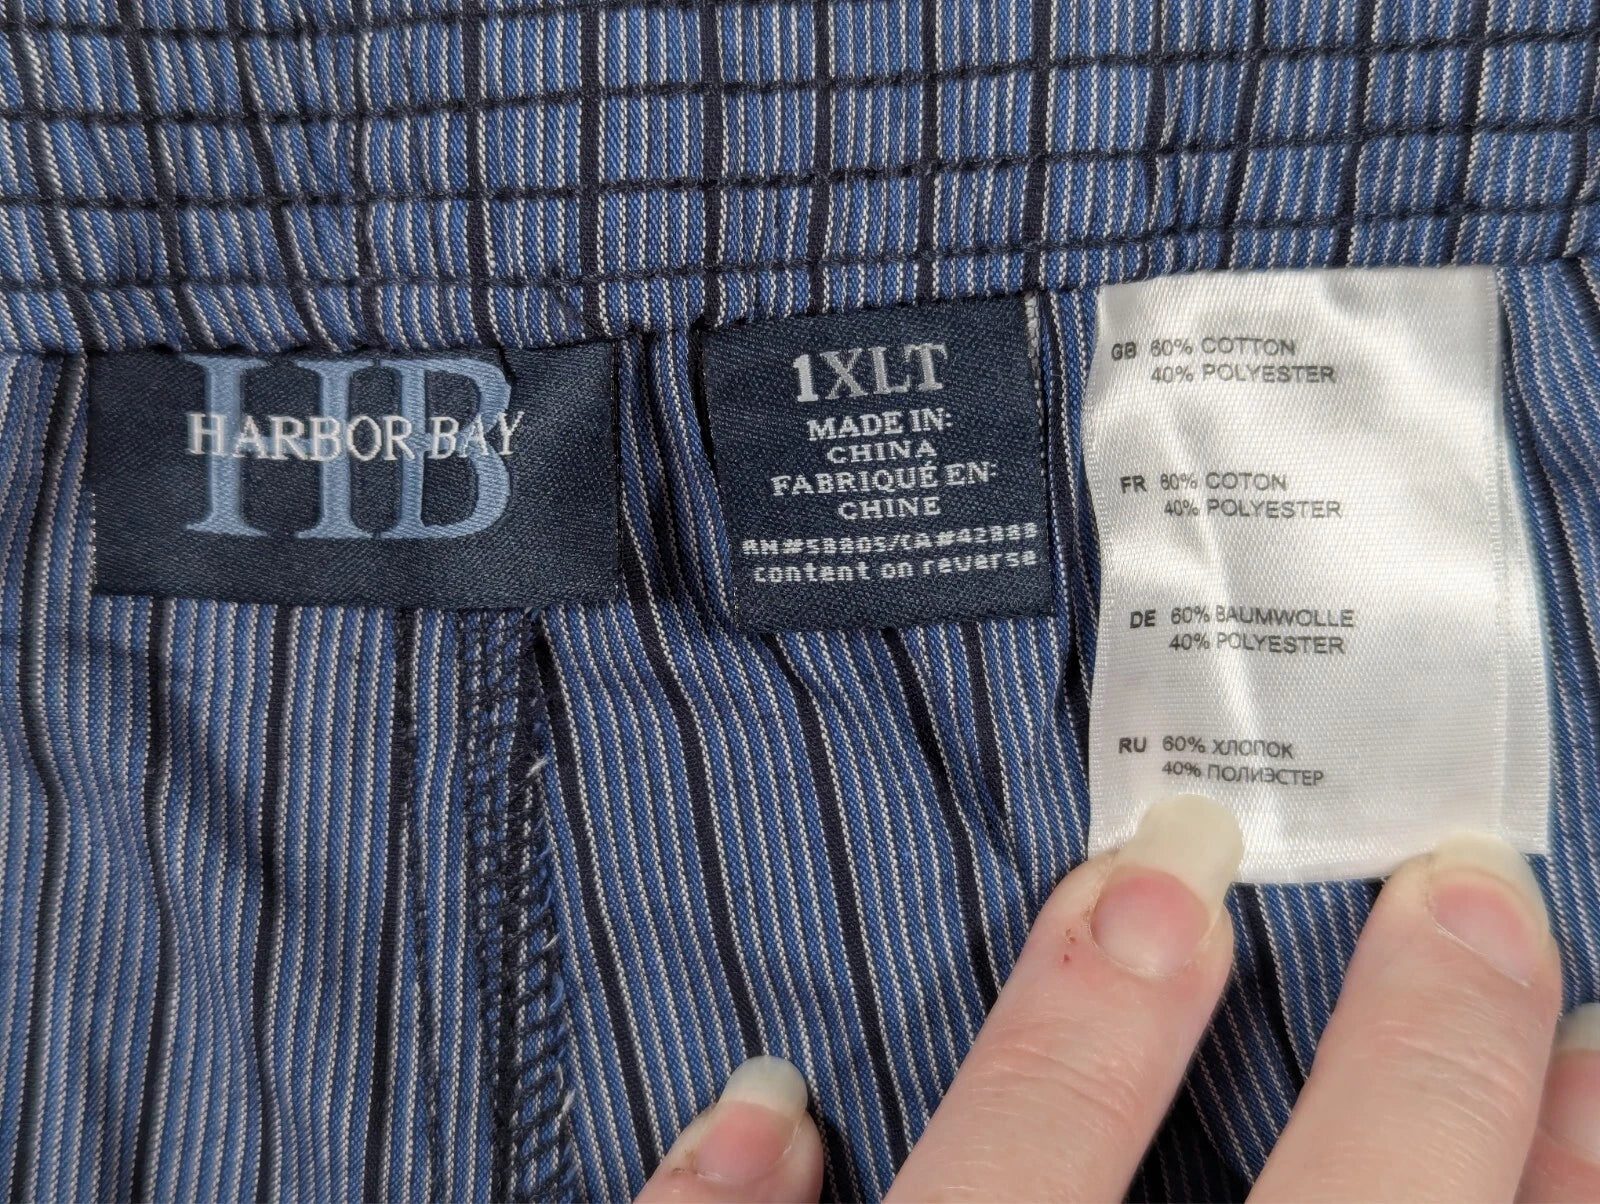 HB
HARBOR BAY
1XLT
MADE IN:
CHINA
FABRIQUÉ EN:
CHINE
RN#58805/CA#42888
content on reverse
GB 60% COTTON
40% POLYESTER
FR 60% COTON
40% POLYESTER
DE 60% BAUMWOLLE
40% POLYESTER
RU 60% ХЛОПОК
40% ПОЛИЭСТЕР